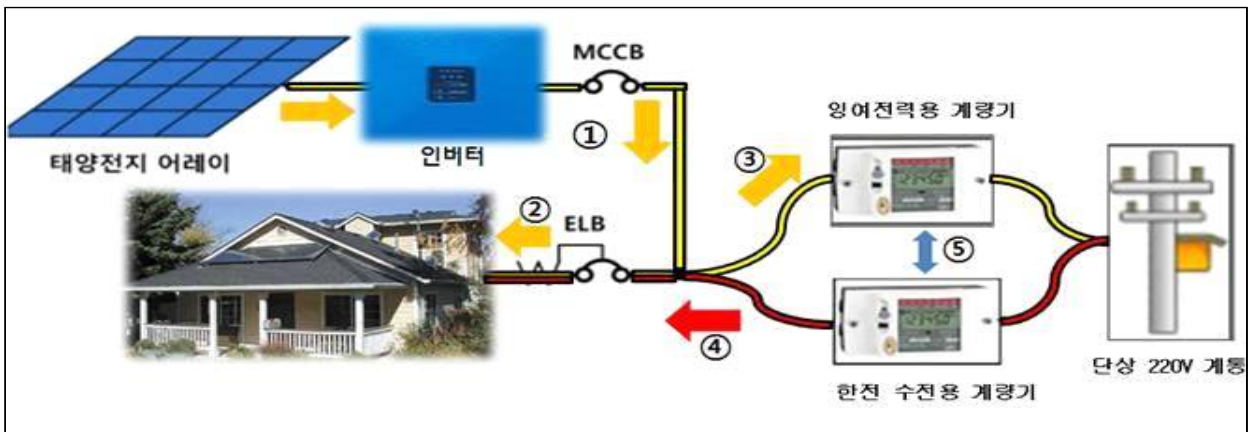 MCCB
잉여전력용 계량기
①
③
태양전지 어레이
인버터
②
ELB
⑤
④
단상 220V 계통
한전 수전용 계량기